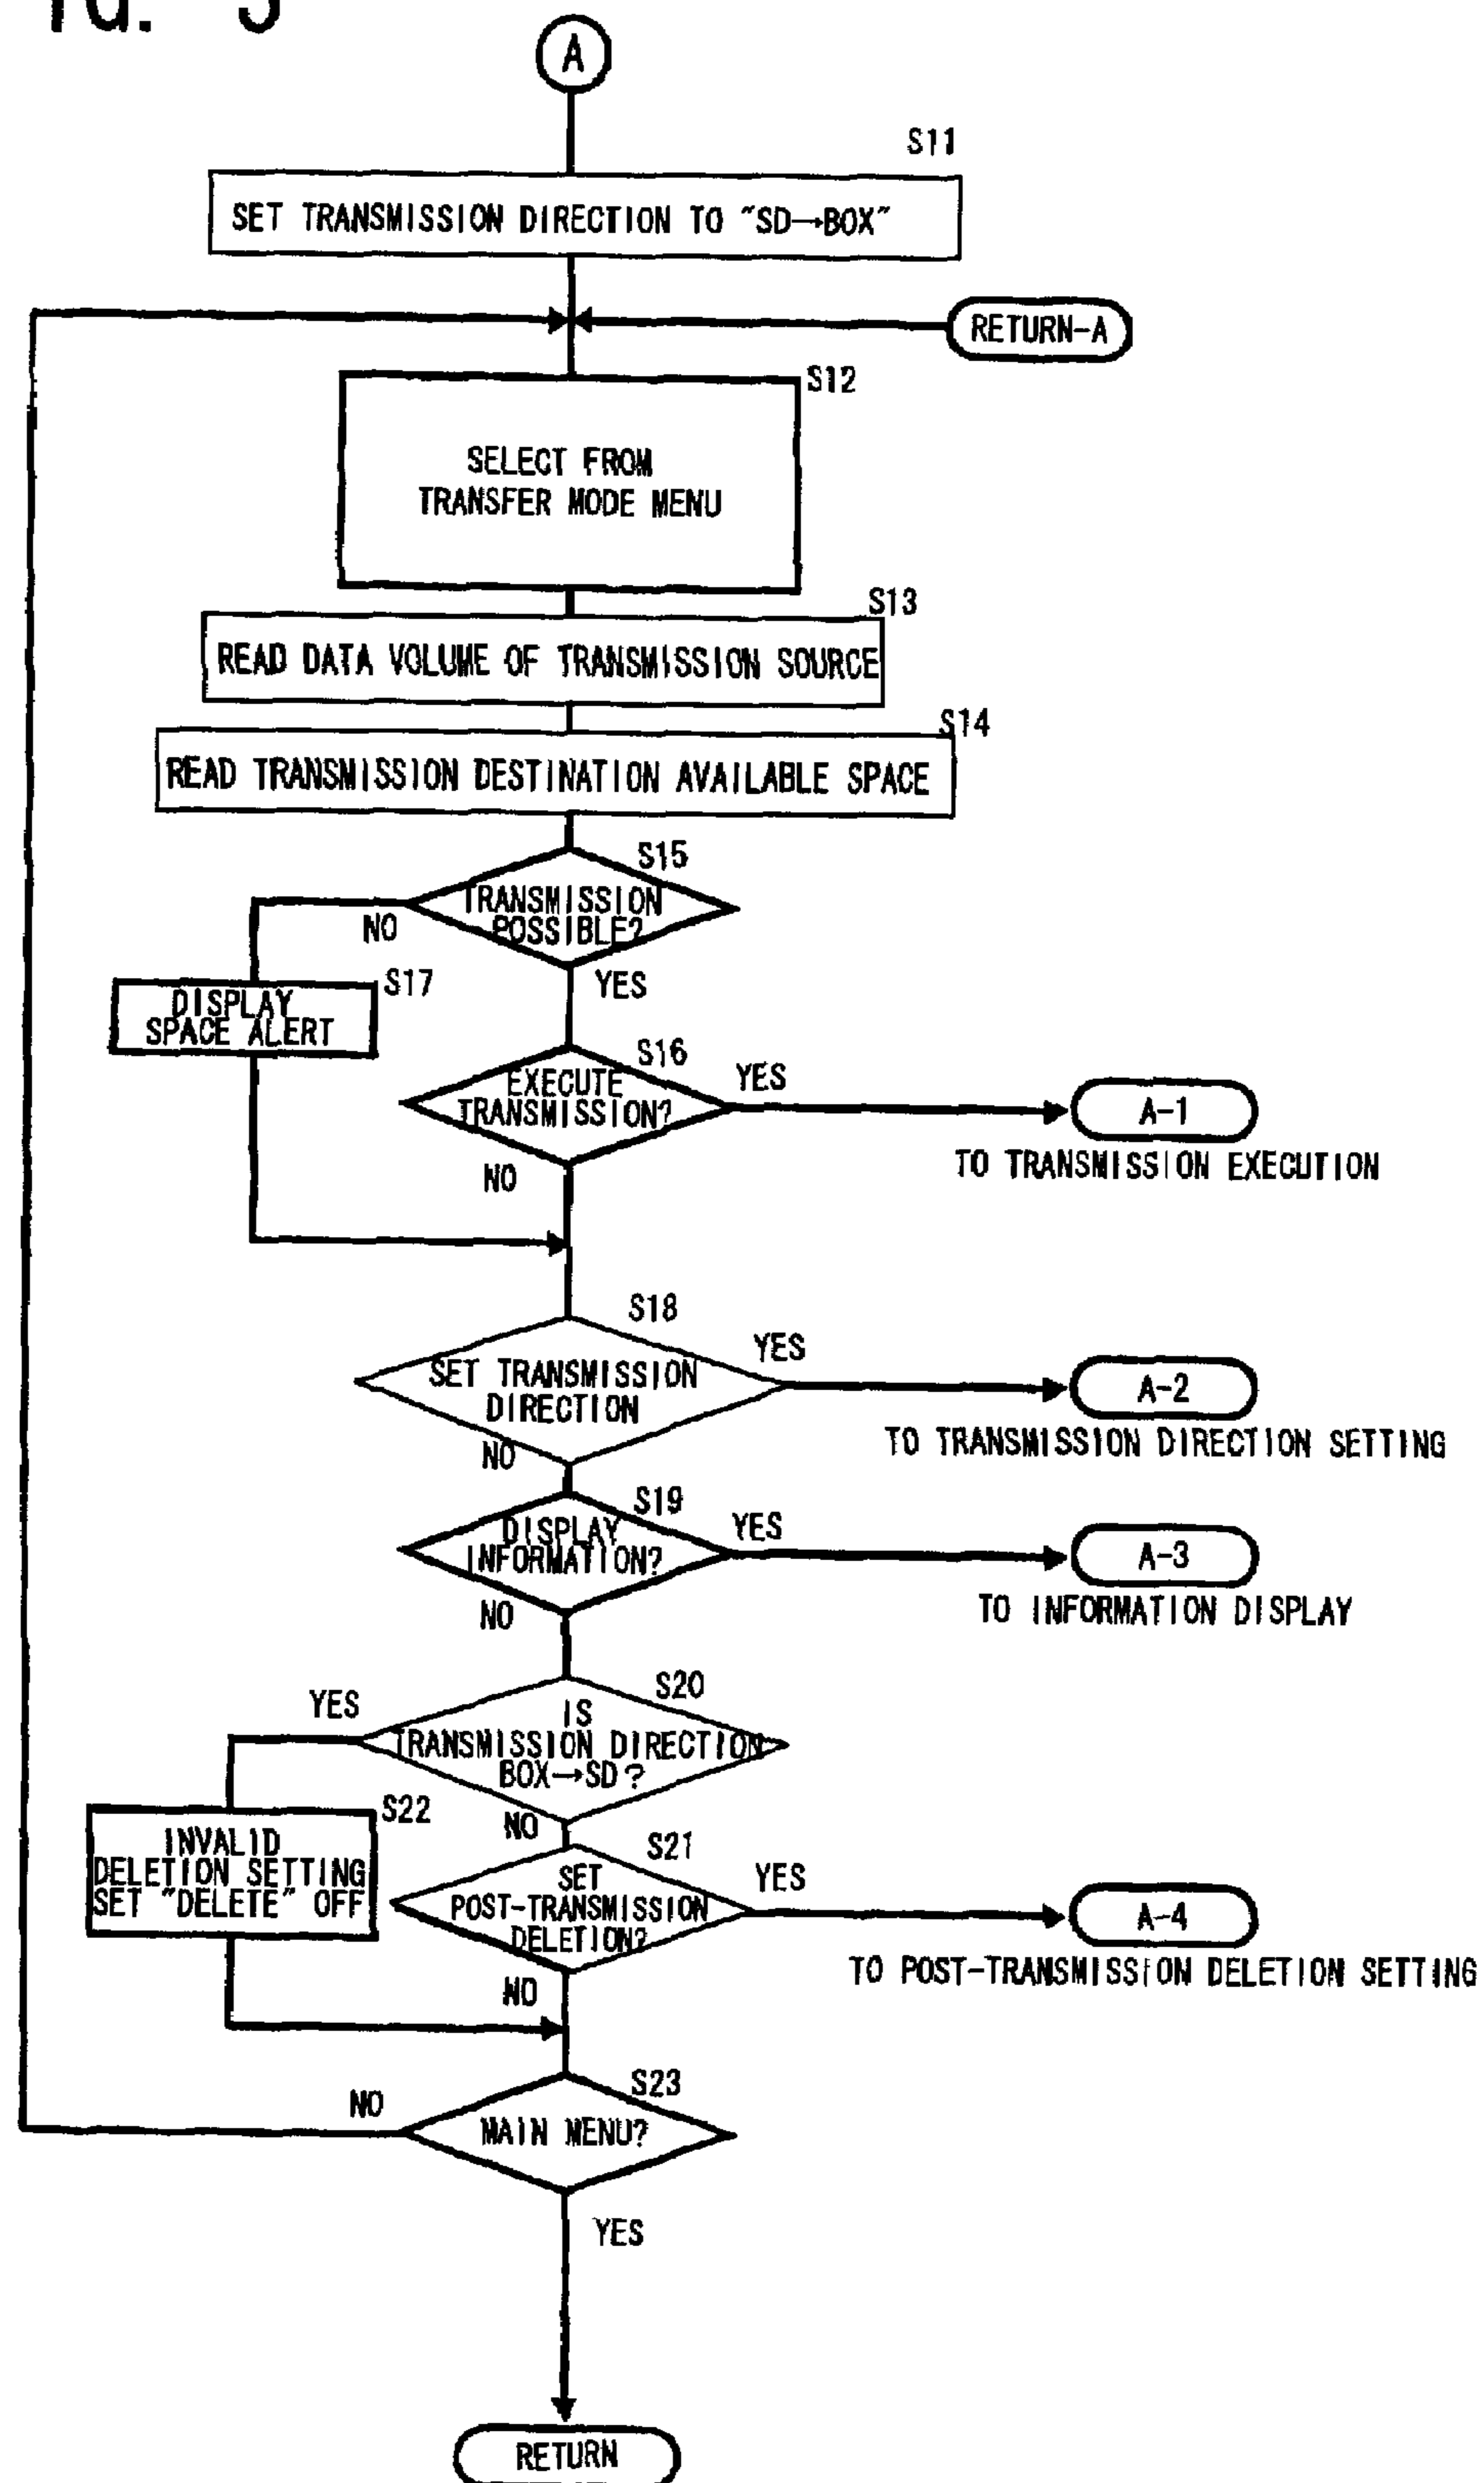 A
S11
SET TRANSMISSION DIRECTION TO "SD→BOX"
RETURN-A
S12
SELECT FROM
TRANSFER MODE MENU
S13
READ DATA VOLUME OF TRANSMISSION SOURCE
S14
READ TRANSMISSION DESTINATION AVAILABLE SPACE
S15
TRANSMISSION
POSSIBLE?
NO
YES
S17
DISPLAY
SPACE ALERT
S16
EXECUTE
TRANSMISSION?
YES
A-1
TO TRANSMISSION EXECUTION
NO
S18
SET TRANSMISSION
DIRECTION
YES
A-2
TO TRANSMISSION DIRECTION SETTING
NO
S19
DISPLAY
INFORMATION?
YES
A-3
TO INFORMATION DISPLAY
NO
S20
IS
TRANSMISSION DIRECTION
BOX→SD?
YES
NO
S22
INVALID
DELETION SETTING
SET "DELETE" OFF
S21
SET
POST-TRANSMISSION
DELETION?
YES
A-4
TO POST-TRANSMISSION DELETION SETTING
NO
S23
MAIN MENU?
NO
YES
RETURN